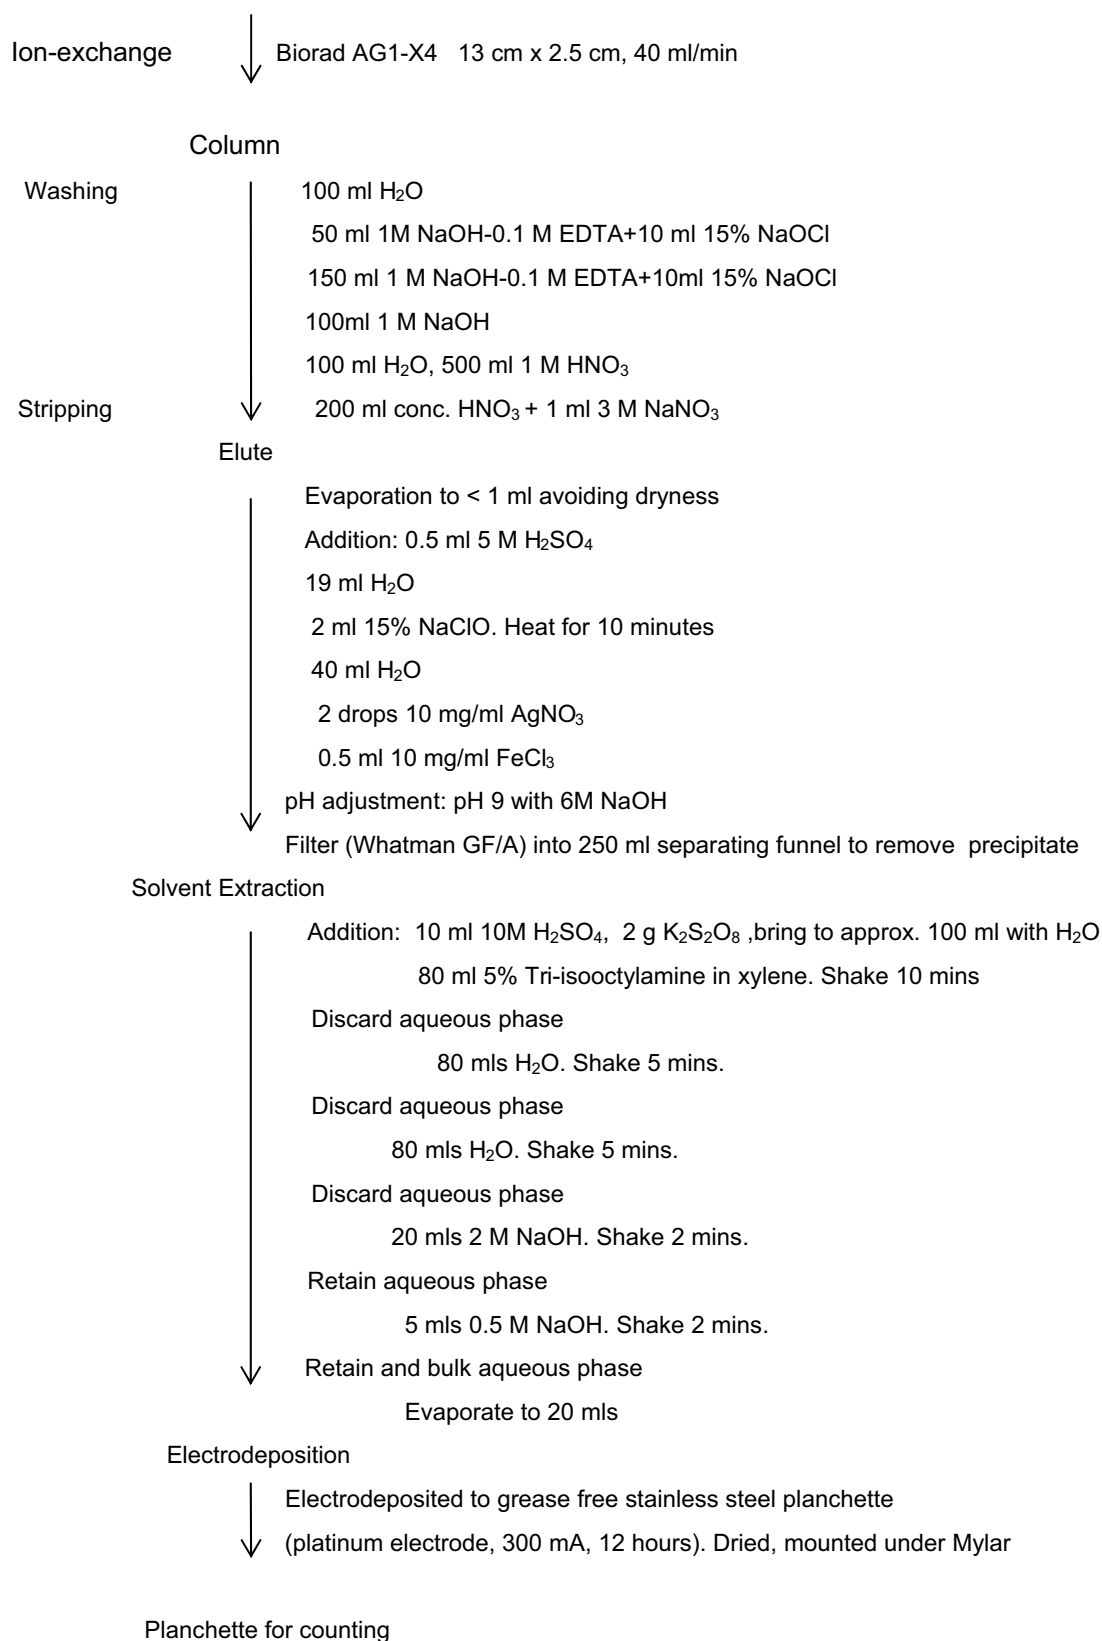 Ion-exchange Biorad AG1-X4 13 cm x 2.5 cm, 40 ml/min
Column
Washing 100 ml H₂O
50 ml 1M NaOH-0.1 M EDTA+10 ml 15% NaOCl
150 ml 1 M NaOH-0.1 M EDTA+10ml 15% NaOCl
100ml 1 M NaOH
100 ml H₂O, 500 ml 1 M HNO₃
Stripping 200 ml conc. HNO₃ + 1 ml 3 M NaNO₃
Elute
Evaporation to < 1 ml avoiding dryness
Addition: 0.5 ml 5 M H₂SO₄
19 ml H₂O
2 ml 15% NaClO. Heat for 10 minutes
40 ml H₂O
2 drops 10 mg/ml AgNO₃
0.5 ml 10 mg/ml FeCl₃
pH adjustment: pH 9 with 6M NaOH
Filter (Whatman GF/A) into 250 ml separating funnel to remove precipitate
Solvent Extraction
Addition: 10 ml 10M H₂SO₄, 2 g K₂S₂O₈ ,bring to approx. 100 ml with H₂O
80 ml 5% Tri-isooctylamine in xylene. Shake 10 mins
Discard aqueous phase
80 mls H₂O. Shake 5 mins.
Discard aqueous phase
80 mls H₂O. Shake 5 mins.
Discard aqueous phase
20 mls 2 M NaOH. Shake 2 mins.
Retain aqueous phase
5 mls 0.5 M NaOH. Shake 2 mins.
Retain and bulk aqueous phase
Evaporate to 20 mls
Electrodeposition
Electrodeposited to grease free stainless steel planchette
(platinum electrode, 300 mA, 12 hours). Dried, mounted under Mylar
Planchette for counting